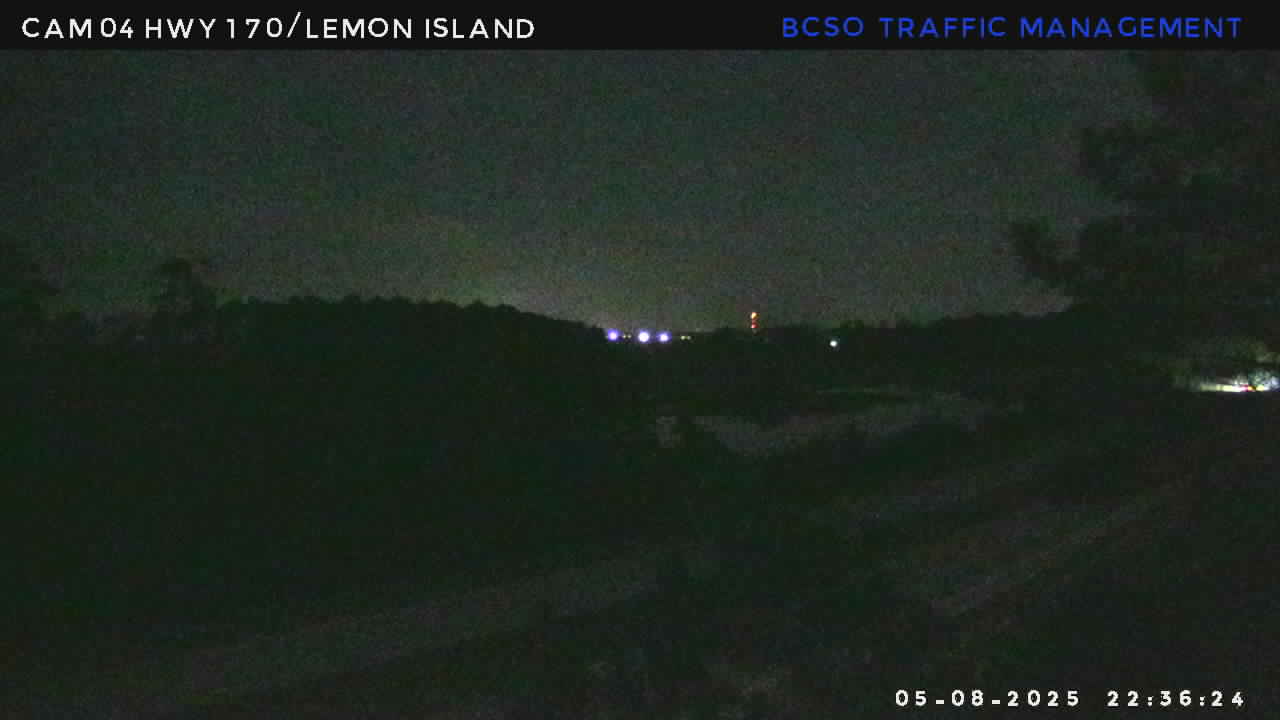 CAM04 HWY 170/LEMON ISLAND
BCSO TRAFFIC MANAGEMENT
05-08-2025 22:36:24